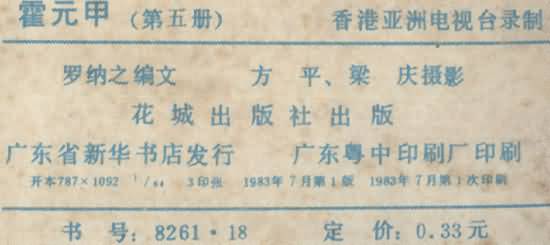 霍元甲（第五册） 香港亚洲电视台录制
罗纳之编文 方 平、梁 庆摄影
花城出版社出版
广东省新华书店发行 广东粤中印刷厂印刷
开本787×1092 1/64 3印张 1983年7月第1版 1983年7月第1次印刷
书 号：8261·18 定 价：0.33元